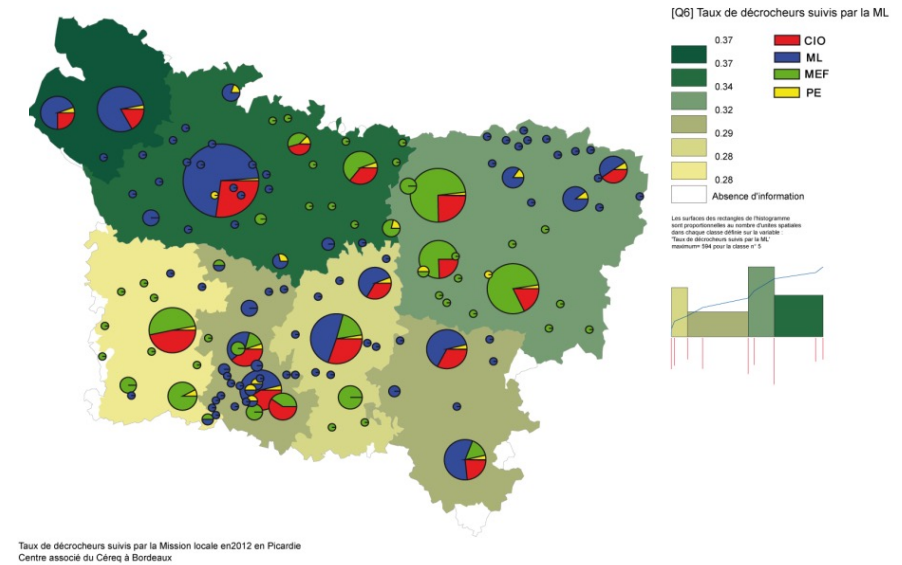 [Q6] Taux de décrocheurs suivis par la ML
0.37
0.37
0.34
0.32
0.29
0.28
0.28
Absence d'information
CIO
ML
MEF
PE
Les surfaces des rectangles de l'histogramme
sont proportionnelles au nombre d'unites spatiales
dans chaque classe définie sur la variable :
'Taux de décrocheurs suivis par la ML'
maximum= 594 pour la classe n° 5
Taux de décrocheurs suivis par la Mission locale en2012 en Picardie
Centre associé du Céreq à Bordeaux